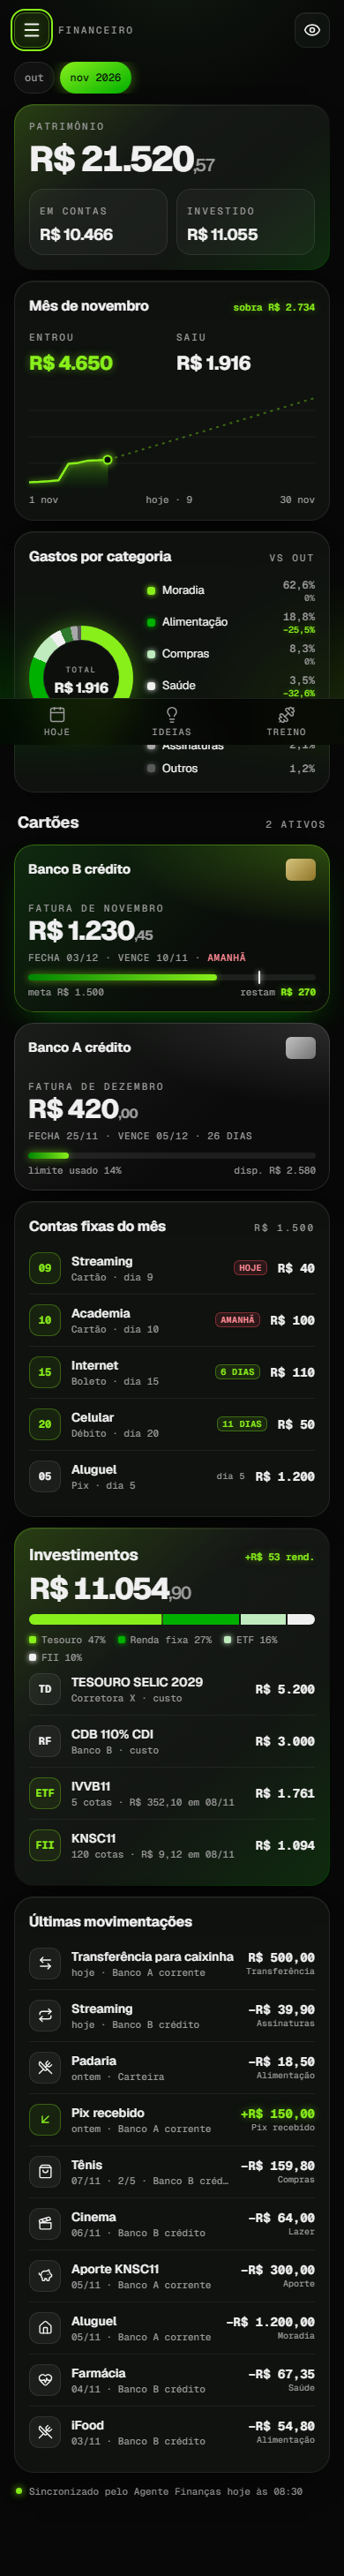 FINANCEIRO
out
nov 2026
PATRIMÔNIO
R$ 21.520,57
EM CONTAS
INVESTIDO
R$ 10.466
R$ 11.055
Mês de novembro
sobra R$ 2.734
ENTROU
SAIU
R$ 4.650
R$ 1.916
1 nov
hoje · 9
30 nov
Gastos por categoria
VS OUT
Moradia
62,6%
0%
Alimentação
18,8%
−25,5%
Compras
8,3%
0%
Saúde
3,5%
−32,6%
TOTAL
R$ 1.916
HOJE
IDEIAS
TREINO
Assinaturas
2,1%
Outros
1,2%
Cartões
2 ATIVOS
Banco B crédito
FATURA DE NOVEMBRO
R$ 1.230,45
FECHA 03/12 · VENCE 10/11 · AMANHÃ
meta R$ 1.500
restam R$ 270
Banco A crédito
FATURA DE DEZEMBRO
R$ 420,00
FECHA 25/11 · VENCE 05/12 · 26 DIAS
limite usado 14%
disp. R$ 2.580
Contas fixas do mês
R$ 1.500
09
Streaming
Cartão · dia 9
HOJE
R$ 40
10
Academia
Cartão · dia 10
AMANHÃ
R$ 100
15
Internet
Boleto · dia 15
6 DIAS
R$ 110
20
Celular
Débito · dia 20
11 DIAS
R$ 50
05
Aluguel
Pix · dia 5
dia 5
R$ 1.200
Investimentos
+R$ 53 rend.
R$ 11.054,90
Tesouro 47%
Renda fixa 27%
ETF 16%
FII 10%
TD
TESOURO SELIC 2029
Corretora X · custo
R$ 5.200
RF
CDB 110% CDI
Banco B · custo
R$ 3.000
ETF
IVVB11
5 cotas · R$ 352,10 em 08/11
R$ 1.761
FII
KNSC11
120 cotas · R$ 9,12 em 08/11
R$ 1.094
Últimas movimentações
Transferência para caixinha
hoje · Banco A corrente
R$ 500,00
Transferência
Streaming
hoje · Banco B crédito
−R$ 39,90
Assinaturas
Padaria
ontem · Carteira
−R$ 18,50
Alimentação
Pix recebido
ontem · Banco A corrente
+R$ 150,00
Pix recebido
Tênis
07/11 · 2/5 · Banco B créd…
−R$ 159,80
Compras
Cinema
06/11 · Banco B crédito
−R$ 64,00
Lazer
Aporte KNSC11
05/11 · Banco A corrente
−R$ 300,00
Aporte
Aluguel
05/11 · Banco A corrente
−R$ 1.200,00
Moradia
Farmácia
04/11 · Banco B crédito
−R$ 67,35
Saúde
iFood
03/11 · Banco B crédito
−R$ 54,80
Alimentação
Sincronizado pelo Agente Finanças hoje às 08:30